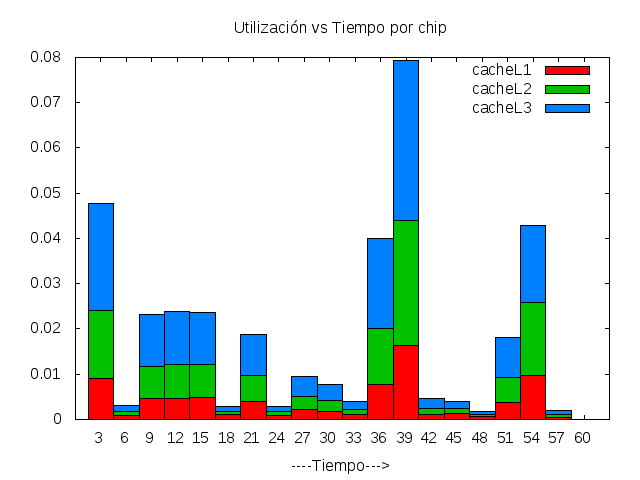 Utilización vs Tiempo por chip
0.08
0.07
0.06
0.05
0.04
0.03
0.02
0.01
0
cacheL1
cacheL2
cacheL3
3 6 9 12 15 18 21 24 27 30 33 36 39 42 45 48 51 54 57 60
----Tiempo--->